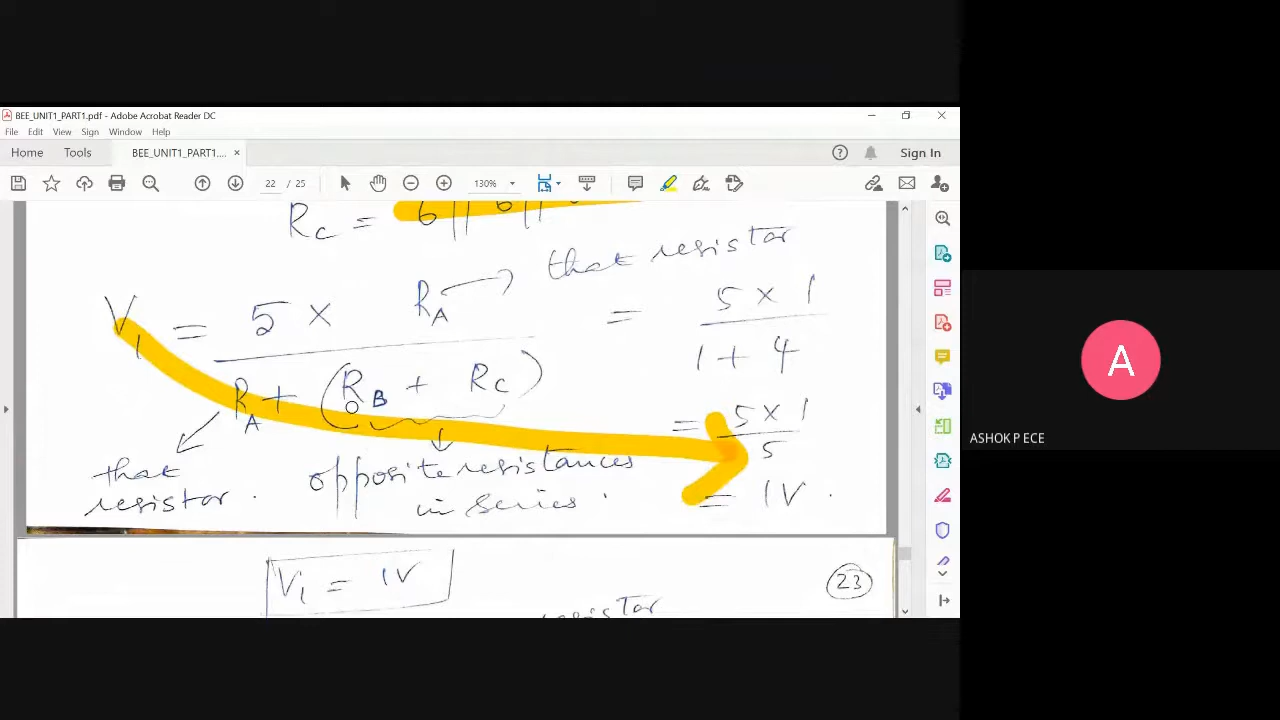 BEE_UNIT1_PART1.pdf - Adobe Acrobat Reader DC
File Edit View Sign Window Help
Home Tools BEE_UNIT1_PART1.... × Sign In
22 / 25 130%
RC = 6 || 6 ||
that resistor
V1 = 5 × RA = 5 × 1
RA + (RB + RC) 1 + 4
= 5 × 1
5
that opposite resistances
resistor. in series. = 1V.
V1 = 1V 23
A
ASHOK P ECE